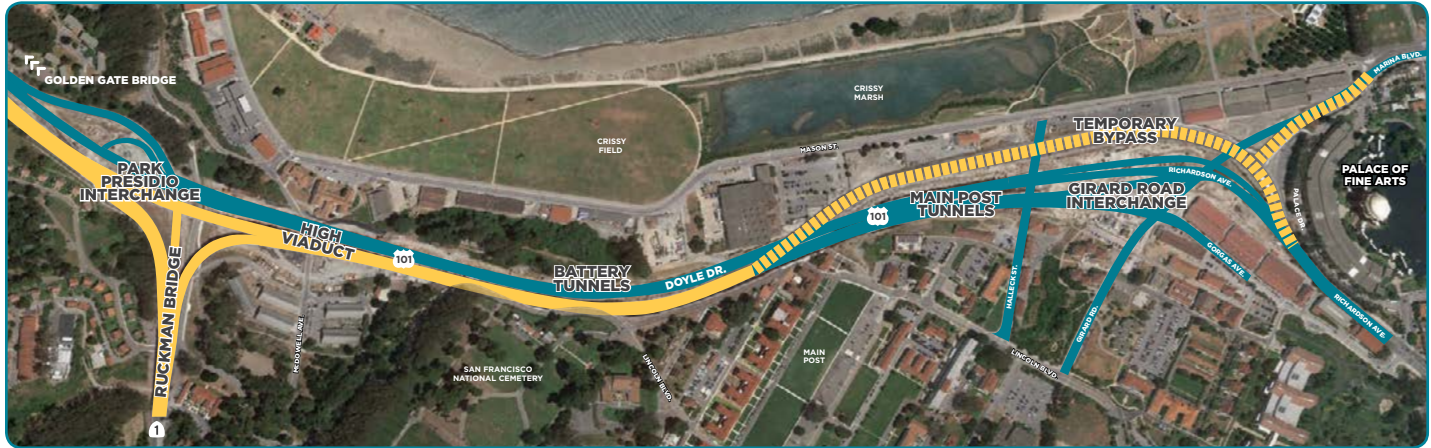 GOLDEN GATE BRIDGE
PARK
PRESIDIO
INTERCHANGE
RUCKMAN BRIDGE
1
HIGH
VIADUCT
101
MCDOWELL AVE
BATTERY
TUNNELS
DOYLE DR.
SAN FRANCISCO
NATIONAL CEMETERY
LINCOLN BLVD.
CRISSY
FIELD
CRISSY
MARSH
MASON ST.
MAIN
POST
101
MAIN POST
TUNNELS
TEMPORARY
BYPASS
RICHARDSON AVE.
GIRARD ROAD
INTERCHANGE
HALLECK ST.
GIRARD RD.
LINCOLN BLVD.
GORGAS AVE.
PALACE DR.
RICHARDSON AVE.
MARINA BLVD.
PALACE OF
FINE ARTS